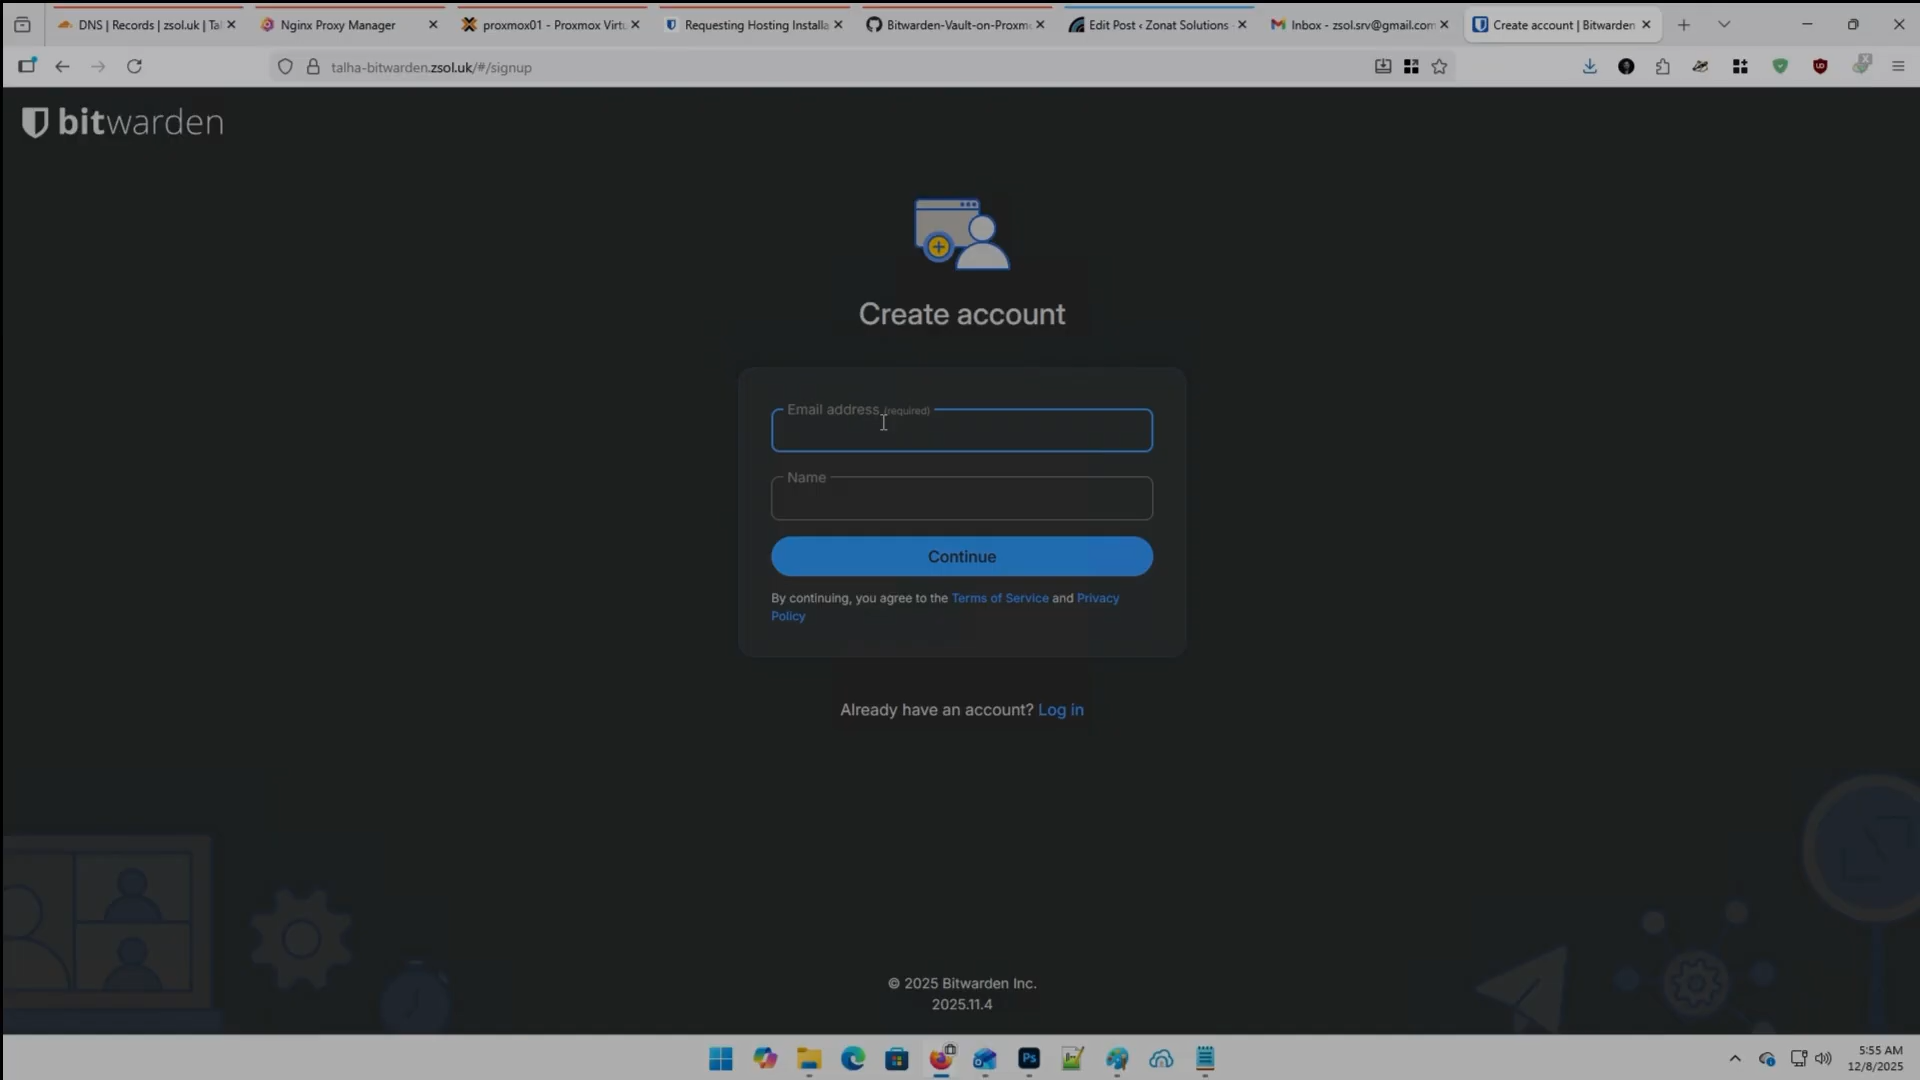 DNS | Records | zsol.uk | Ta
Nginx Proxy Manager
proxmox01 - Proxmox Virtu
Requesting Hosting Installa
Bitwarden-Vault-on-Proxm
Edit Post ‹ Zonat Solutions
Inbox - zsol.srv@gmail.com
Create account | Bitwarden
talha-bitwarden.zsol.uk/#/signup
bitwarden
Create account
Email address (required)
Name
Continue
By continuing, you agree to the Terms of Service and Privacy
Policy
Already have an account? Log in
© 2025 Bitwarden Inc.
2025.11.4
Ps
5:55 AM
12/8/2025